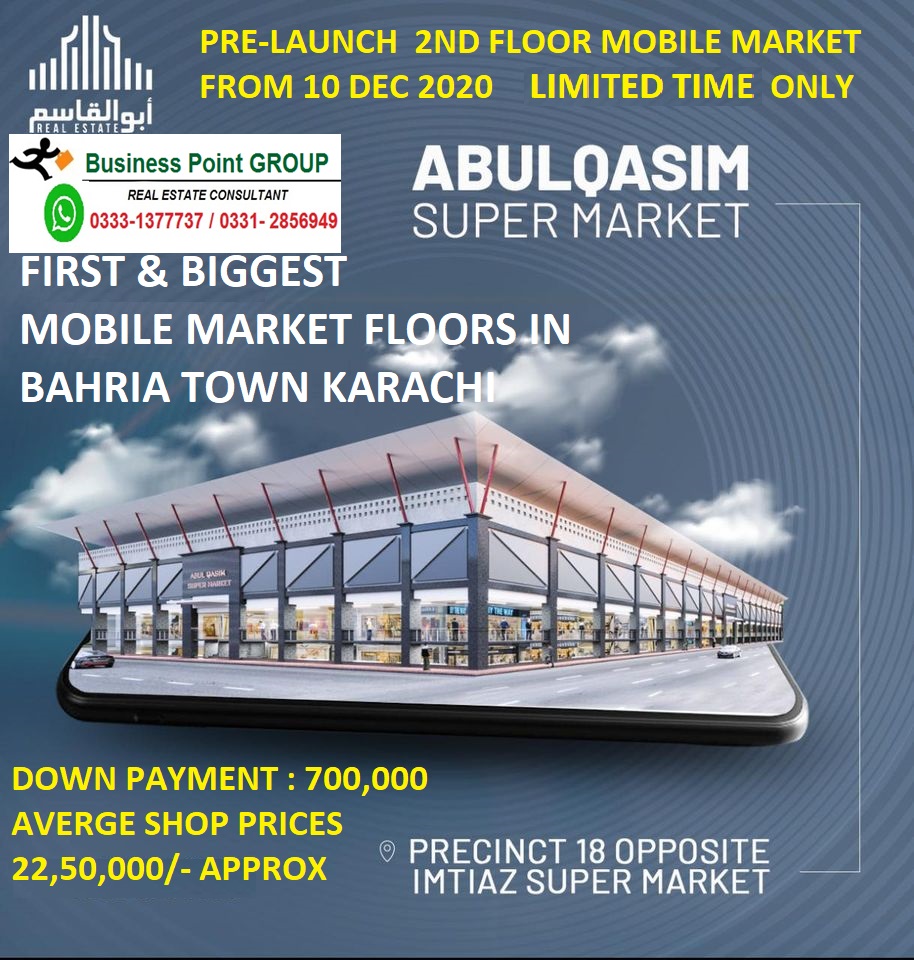 PRE-LAUNCH 2ND FLOOR MOBILE MARKET
FROM 10 DEC 2020 LIMITED TIME ONLY
أبوالقاسم
REAL ESTATE
Business Point GROUP
REAL ESTATE CONSULTANT
0333-1377737 / 0331- 2856949
ABULQASIM
SUPER MARKET
FIRST & BIGGEST
MOBILE MARKET FLOORS IN
BAHRIA TOWN KARACHI
ABUL QASIM
SUPER MARKET
BY THE WAY
DOWN PAYMENT : 700,000
AVERGE SHOP PRICES
22,50,000/- APPROX
PRECINCT 18 OPPOSITE
IMTIAZ SUPER MARKET